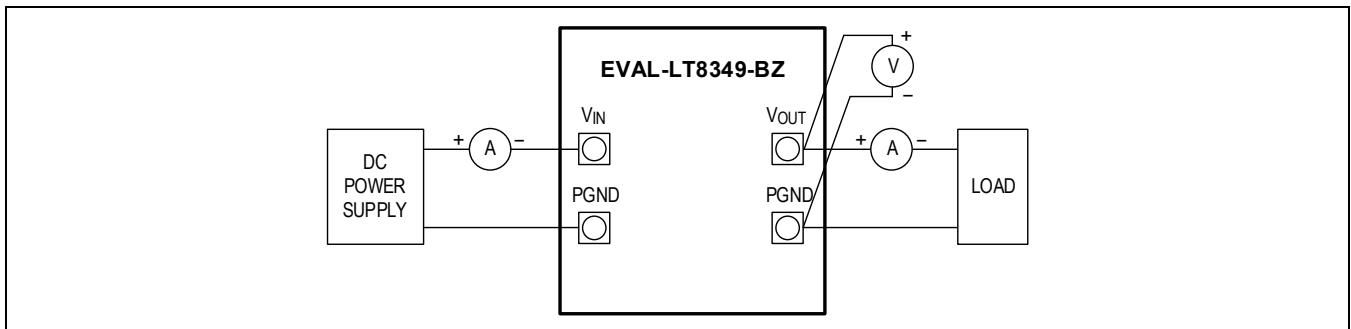 EVAL-LT8349-BZ
+
V
−
VIN
VOUT
+
A
−
+
A
−
DC
POWER
SUPPLY
LOAD
PGND
PGND